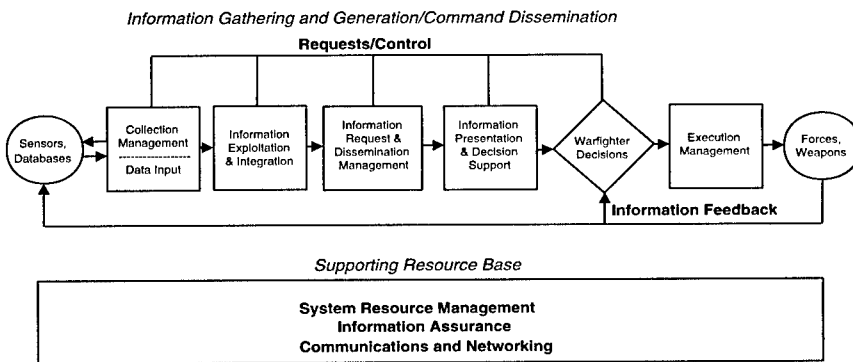 Information Gathering and Generation/Command Dissemination
Requests/Control
Sensors,
Databases
Collection
Management
Data Input
Information
Exploitation
& Integration
Information
Request &
Dissemination
Management
Information
Presentation
& Decision
Support
Warfighter
Decisions
Execution
Management
Forces,
Weapons
Information Feedback
Supporting Resource Base
System Resource Management
Information Assurance
Communications and Networking